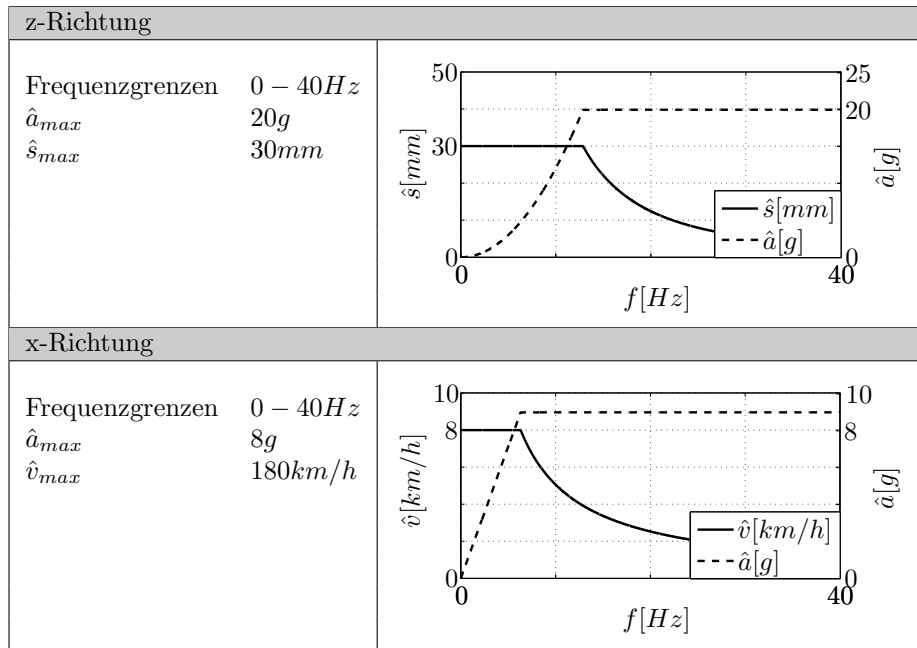 z-Richtung
Frequenzgrenzen 0 – 40Hz
â_max 20g
ŝ_max 30mm
50
30
0
ŝ[mm]
25
20
0
â[g]
ŝ[mm]
â[g]
0
40
f[Hz]
x-Richtung
Frequenzgrenzen 0 – 40Hz
â_max 8g
v̂_max 180km/h
10
8
0
v̂[km/h]
10
8
0
â[g]
v̂[km/h]
â[g]
0
40
f[Hz]